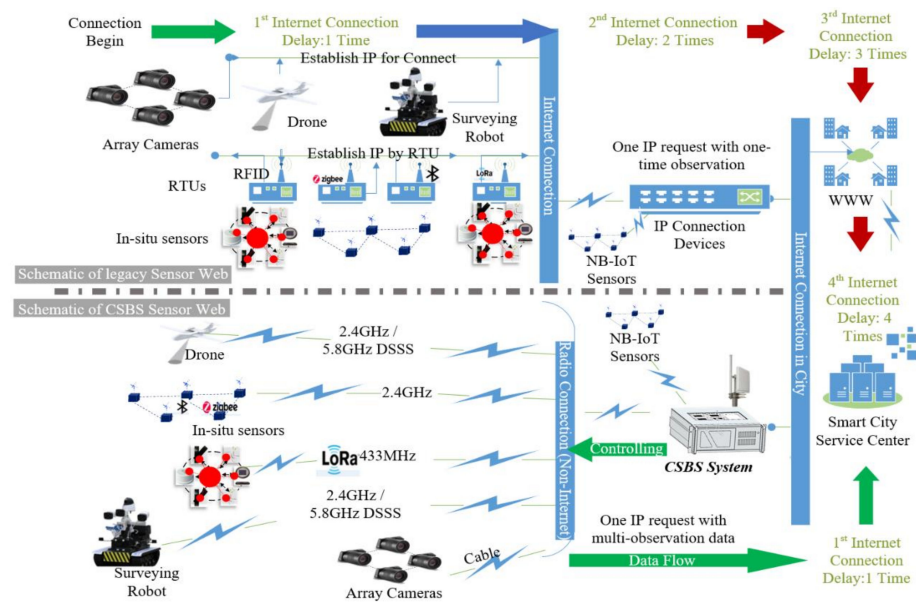 Connection
Begin
1st Internet Connection
Delay:1 Time
2nd Internet
Connection
Delay: 2 Times
3rd Internet
Connection
Delay: 3 Times
Establish IP for Connect
Array Cameras
Drone
Surveying
Robot
Internet Connection
One IP request with one-
time observation
WWW
RTUs
RFID
Establish IP by RTU
zigbee
LoRa
IP Connection
Devices
In-situ sensors
NB-IoT
Sensors
Schematic of legacy Sensor Web
Schematic of CSBS Sensor Web
Internet Connection in City
4th Internet
Connection
Delay: 4
Times
Drone
2.4GHz /
5.8GHz DSSS
NB-IoT
Sensors
2.4GHz
zigbee
In-situ sensors
Radio Connection (Non-Internet)
Controlling
CSBS System
Smart City
Service Center
LoRa
433MHz
2.4GHz /
5.8GHz DSSS
Surveying
Robot
Array Cameras
Cable
One IP request with
multi-observation data
Data Flow
1st Internet
Connection
Delay:1 Time